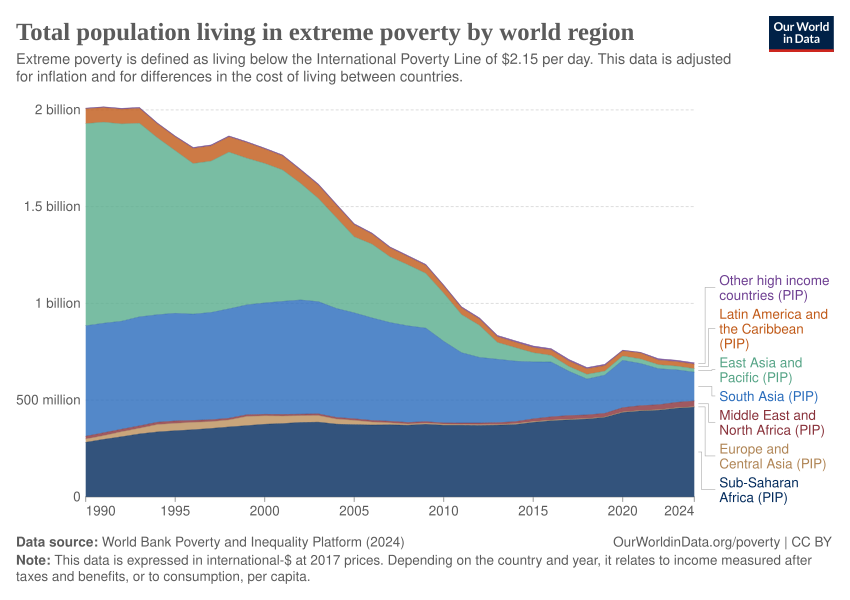 Total population living in extreme poverty by world region
Our World
in Data
Extreme poverty is defined as living below the International Poverty Line of $2.15 per day. This data is adjusted
for inflation and for differences in the cost of living between countries.
2 billion
1.5 billion
1 billion
500 million
0
1990
1995
2000
2005
2010
2015
2020
2024
Other high income
countries (PIP)
Latin America and
the Caribbean
(PIP)
East Asia and
Pacific (PIP)
South Asia (PIP)
Middle East and
North Africa (PIP)
Europe and
Central Asia (PIP)
Sub-Saharan
Africa (PIP)
Data source: World Bank Poverty and Inequality Platform (2024)
OurWorldinData.org/poverty | CC BY
Note: This data is expressed in international-$ at 2017 prices. Depending on the country and year, it relates to income measured after
taxes and benefits, or to consumption, per capita.